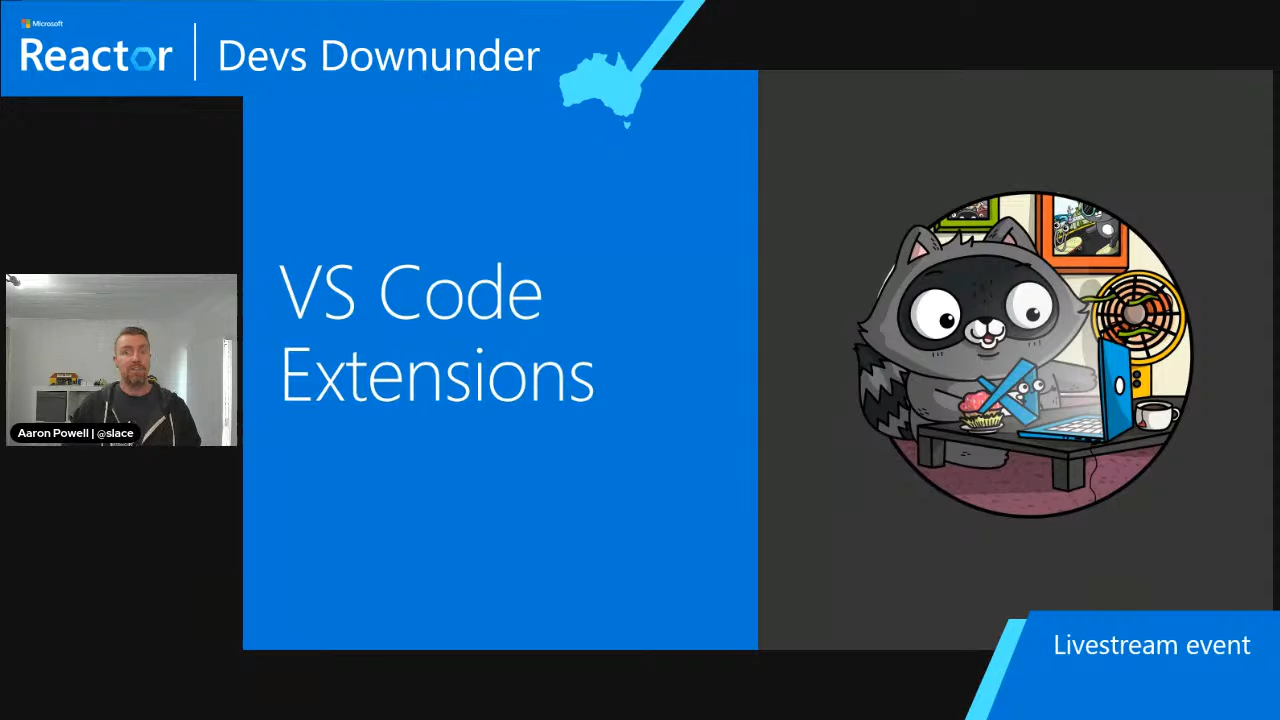 Microsoft
Reactor
Devs Downunder
VS Code
Extensions
Aaron Powell | @slace
Livestream event